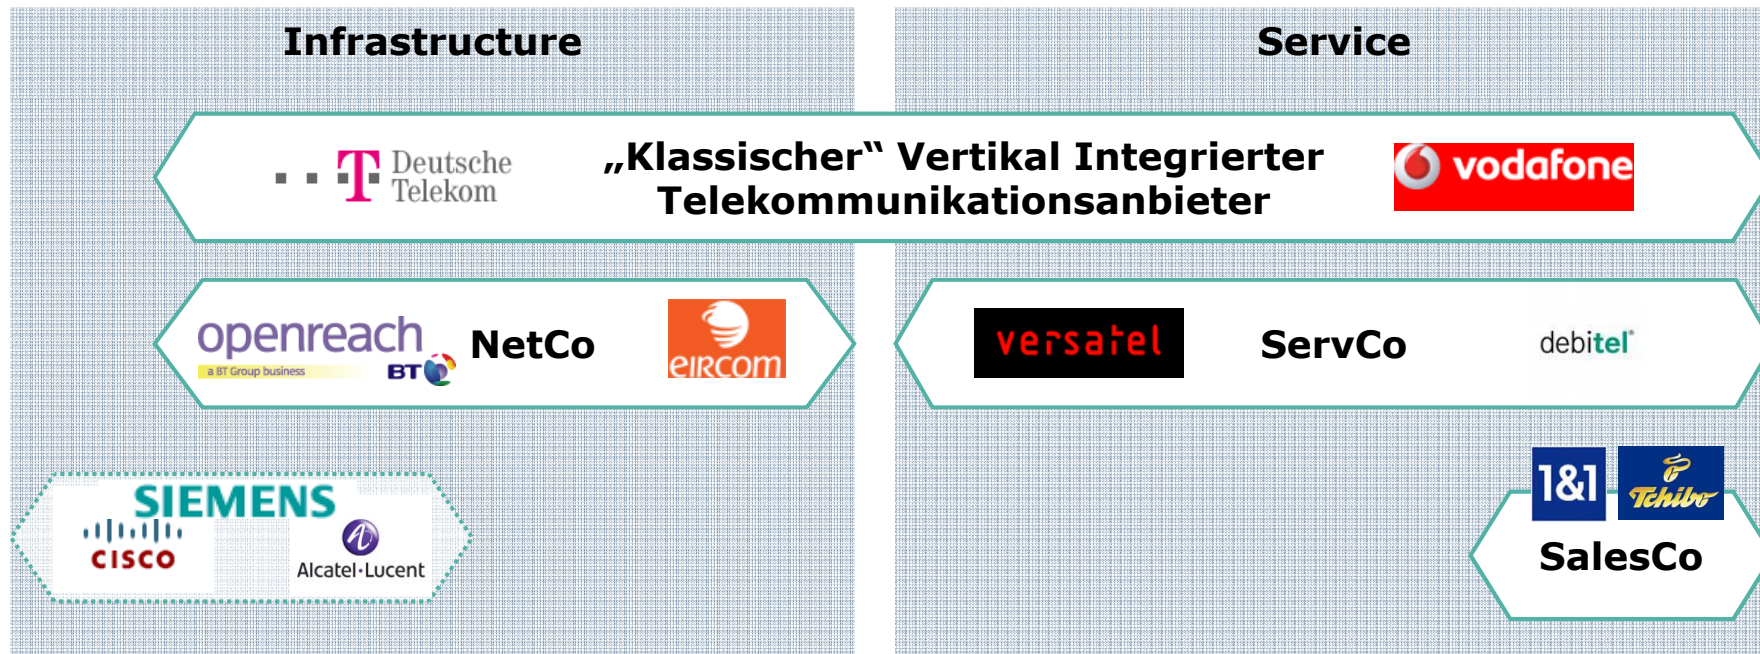 Infrastructure
Service
Deutsche
Telekom
„Klassischer“ Vertikal Integrierter
Telekommunikationsanbieter
vodafone
openreach
a BT Group business
BT
NetCo
eircom
versatel
ServCo
debitel
SIEMENS
CISCO
Alcatel·Lucent
1&1
Tchibo
SalesCo